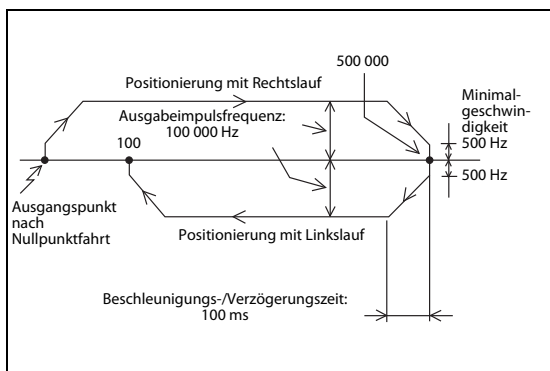 500 000
Positionierung mit Rechtslauf
Minimal-
geschwin-
digkeit
Ausgabeimpulsfrequenz:
100 000 Hz
500 Hz
100
500 Hz
Ausgangspunkt
nach
Nullpunktfahrt
Positionierung mit Linkslauf
Beschleunigungs-/Verzögerungszeit:
100 ms